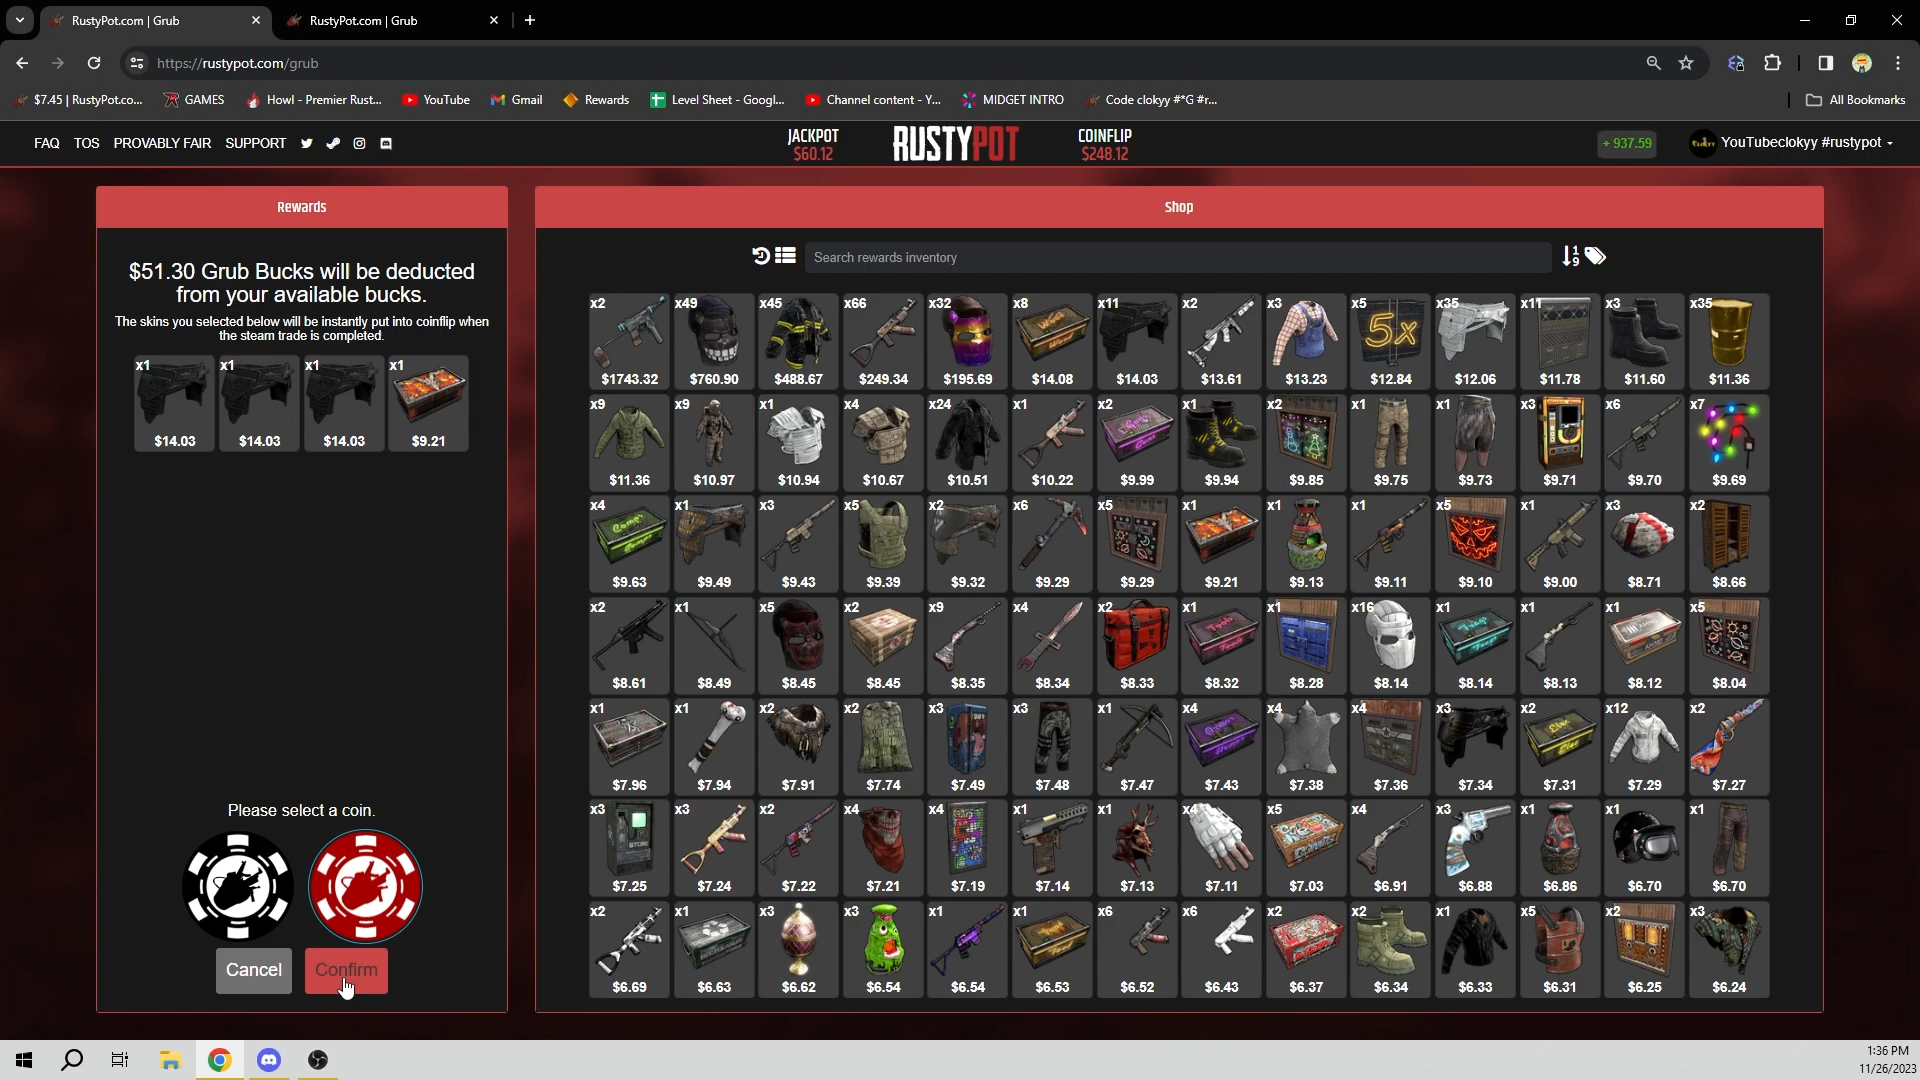 RustyPot.com | Grub
RustyPot.com | Grub
https://rustypot.com/grub
$7.45 | RustyPot.co...
GAMES
Howl - Premier Rust...
YouTube
Gmail
Rewards
Level Sheet - Googl...
Channel content - Y...
MIDGET INTRO
Code clokyy #*G #r...
All Bookmarks
FAQ TOS PROVABLY FAIR SUPPORT
JACKPOT
$60.12
RUSTYPOT
COINFLIP
$248.12
+ 937.59
YouTubeclokyy #rustypot
Rewards
$51.30 Grub Bucks will be deducted
from your available bucks.
The skins you selected below will be instantly put into coinflip when
the steam trade is completed.
x1 x1 x1 x1
$14.03 $14.03 $14.03 $9.21
Please select a coin.
Cancel Confirm
Shop
Search rewards inventory
x2 x49 x45 x66 x32 x8 x11 x2 x3 x5 x35 x11 x3 x35
$1743.32 $760.90 $488.67 $249.34 $195.69 $14.08 $14.03 $13.61 $13.23 $12.84 $12.06 $11.78 $11.60 $11.36
x9 x9 x1 x4 x24 x1 x2 x1 x2 x1 x1 x3 x6 x7
$11.36 $10.97 $10.94 $10.67 $10.51 $10.22 $9.99 $9.94 $9.85 $9.75 $9.73 $9.71 $9.70 $9.69
x4 x1 x3 x5 x2 x6 x5 x1 x1 x1 x5 x1 x3 x2
$9.63 $9.49 $9.43 $9.39 $9.32 $9.29 $9.29 $9.21 $9.13 $9.11 $9.10 $9.00 $8.71 $8.66
x2 x1 x5 x2 x9 x4 x2 x1 x1 x16 x1 x1 x1 x5
$8.61 $8.49 $8.45 $8.45 $8.35 $8.34 $8.33 $8.32 $8.28 $8.14 $8.14 $8.13 $8.12 $8.04
x1 x1 x2 x2 x3 x3 x1 x4 x4 x4 x3 x2 x12 x2
$7.96 $7.94 $7.91 $7.74 $7.49 $7.48 $7.47 $7.43 $7.38 $7.36 $7.34 $7.31 $7.29 $7.27
x3 x3 x2 x4 x4 x1 x1 x4 x5 x4 x3 x1 x1 x1
$7.25 $7.24 $7.22 $7.21 $7.19 $7.14 $7.13 $7.11 $7.03 $6.91 $6.88 $6.86 $6.70 $6.70
x2 x1 x3 x3 x1 x1 x6 x6 x2 x2 x1 x5 x2 x3
$6.69 $6.63 $6.62 $6.54 $6.54 $6.53 $6.52 $6.43 $6.37 $6.34 $6.33 $6.31 $6.25 $6.24
1:36 PM
11/26/2023